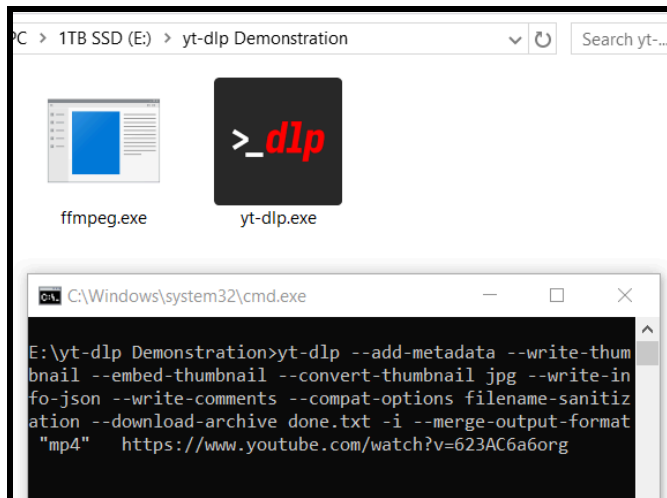 PC > 1TB SSD (E:) > yt-dlp Demonstration
Search yt-...
>_dlp
ffmpeg.exe
yt-dlp.exe
C:\Windows\system32\cmd.exe
E:\yt-dlp Demonstration>yt-dlp --add-metadata --write-thum
bnail --embed-thumbnail --convert-thumbnail jpg --write-in
fo-json --write-comments --compat-options filename-sanitiz
ation --download-archive done.txt -i --merge-output-format
"mp4"   https://www.youtube.com/watch?v=623AC6a6org